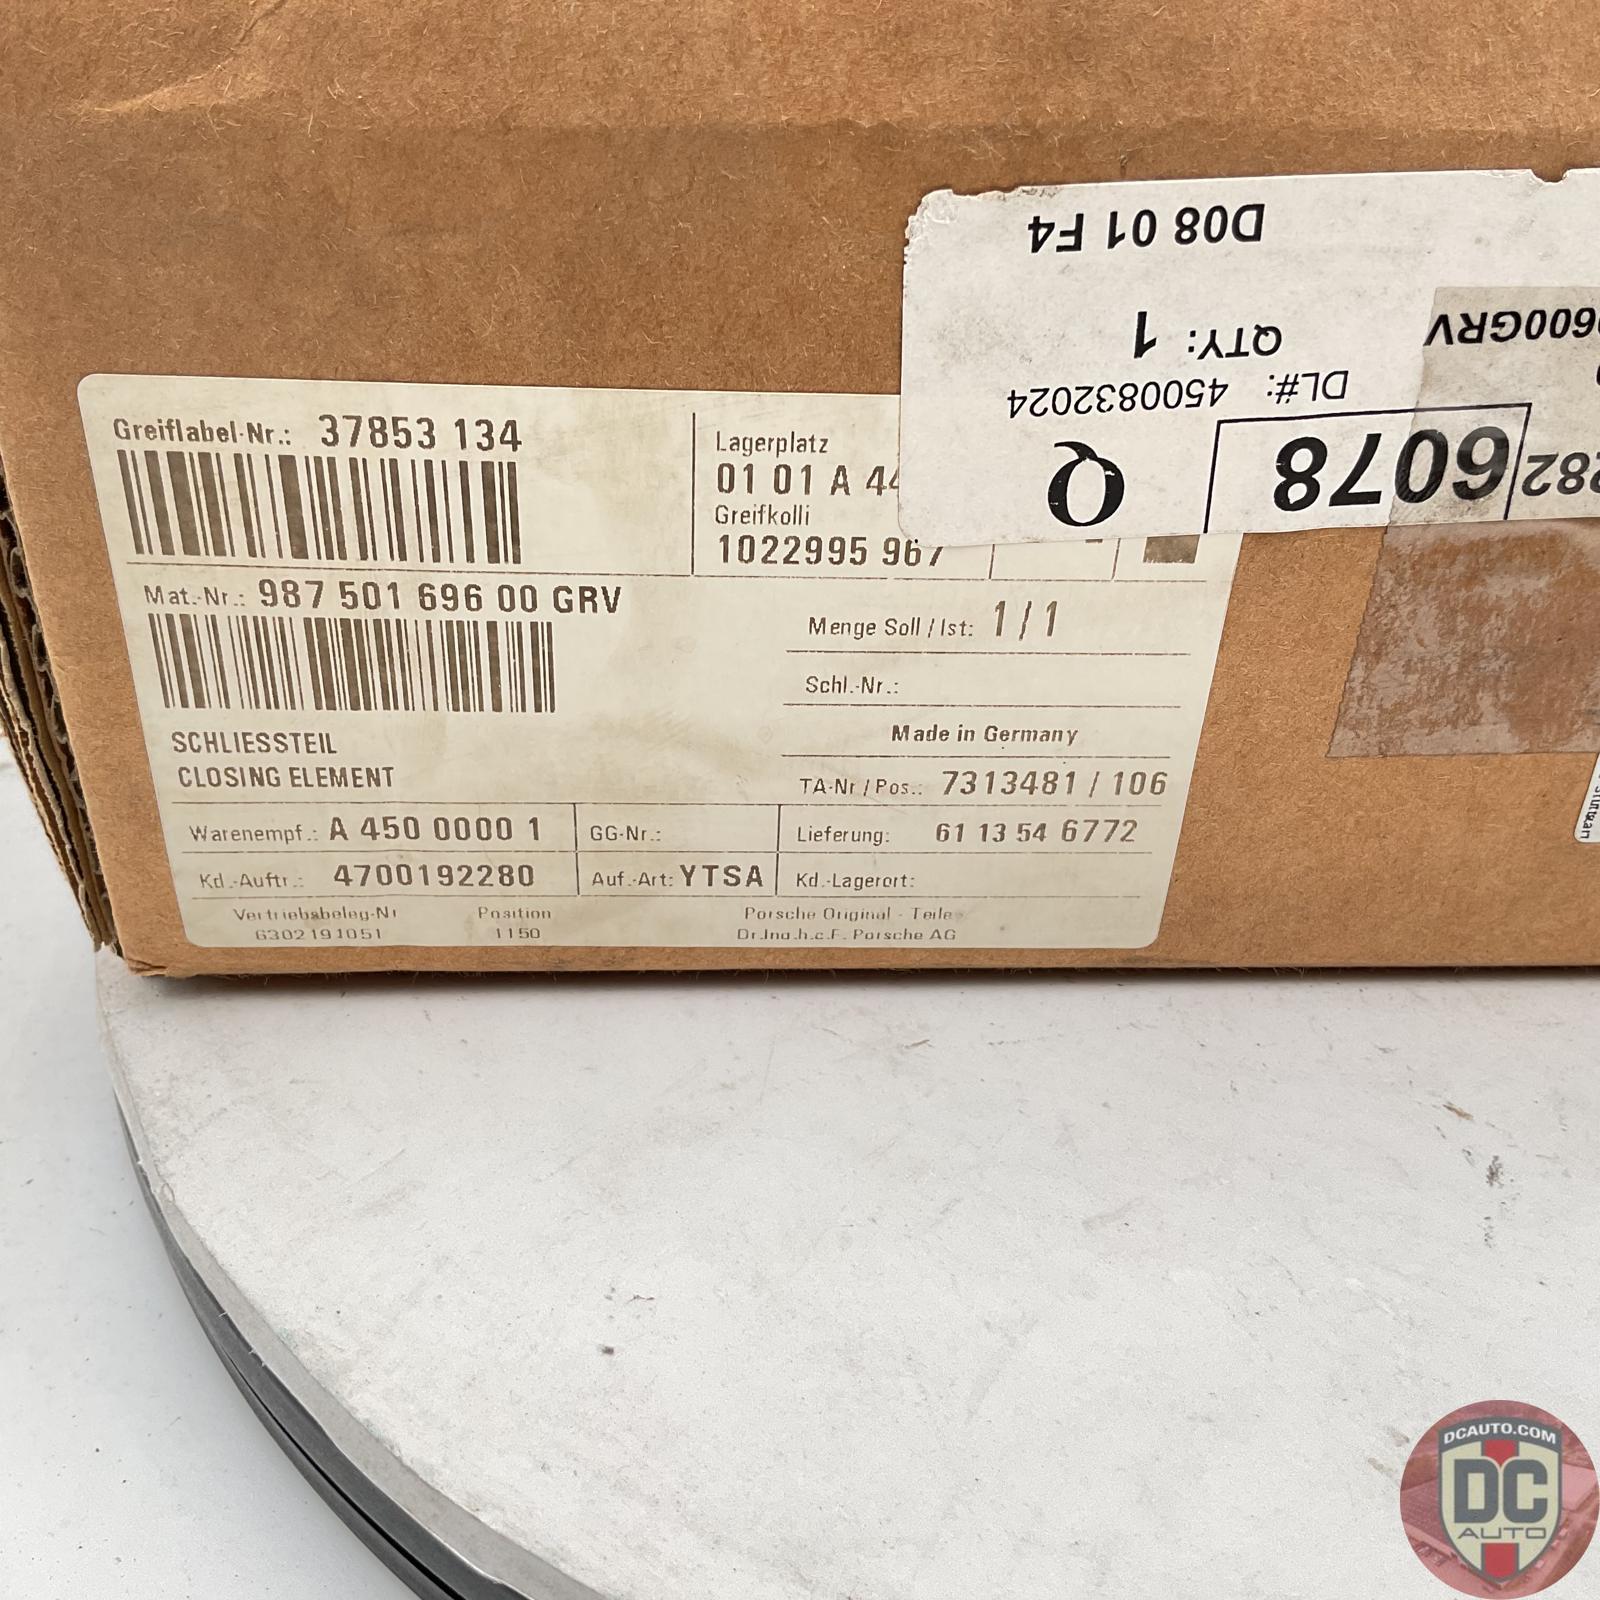 D08 01 F4
QTY: 1
DL#: 4500832024
600GRV
282
6078
Q
Greiflabel-Nr.: 37853 134
Lagerplatz
01 01 A 44
Greifkolli
1022995 967
Mat.-Nr.: 987 501 696 00 GRV
Menge Soll / Ist: 1 / 1
Schl.-Nr.:
Made in Germany
SCHLIESSTEIL
CLOSING ELEMENT
TA-Nr / Pos.: 7313481 / 106
Warenempf.: A 450 0000 1
GG-Nr.:
Lieferung: 61 13 54 6772
Kd.-Auftr.: 4700192280
Auf.-Art: YTSA
Kd.-Lagerort:
Vertriebsbeleg-Nr
Position
Porsche Original - Teile
6302191051
1150
Dr.Ing.h.c.F. Porsche AG
DCAUTO.COM
DC
AUTO